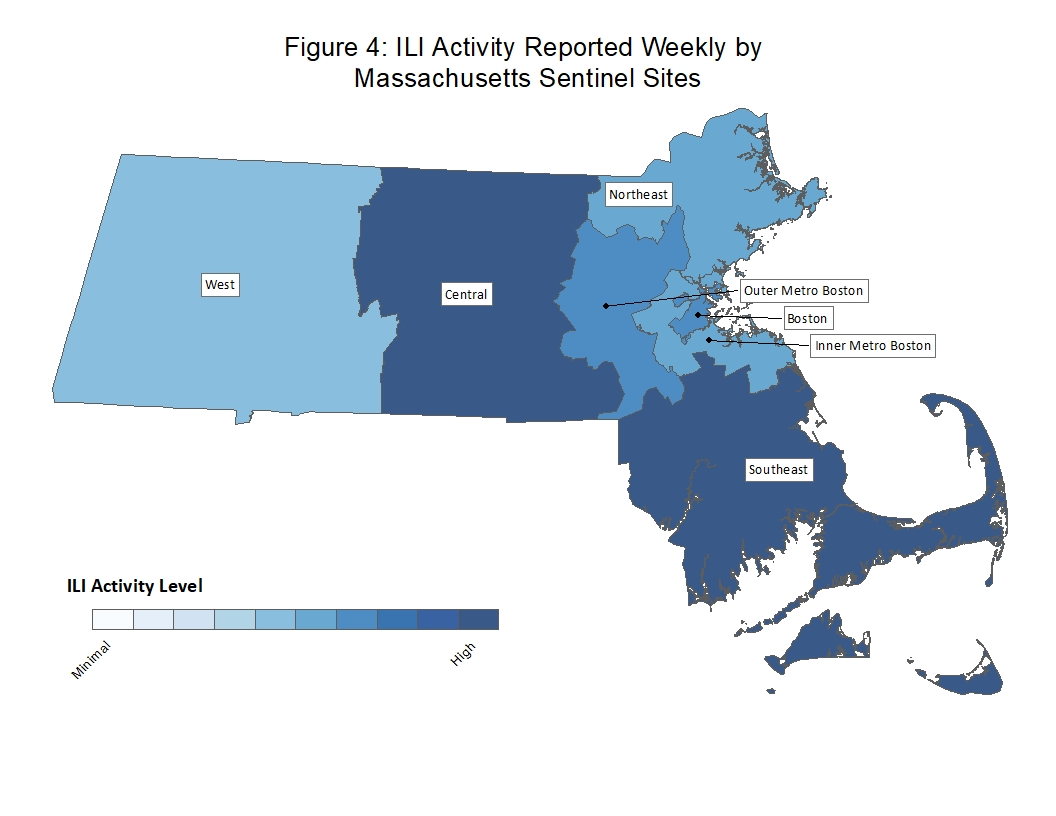 Figure 4: ILI Activity Reported Weekly by
Massachusetts Sentinel Sites
Northeast
West
Central
Outer Metro Boston
Boston
Inner Metro Boston
Southeast
ILI Activity Level
Minimal
High